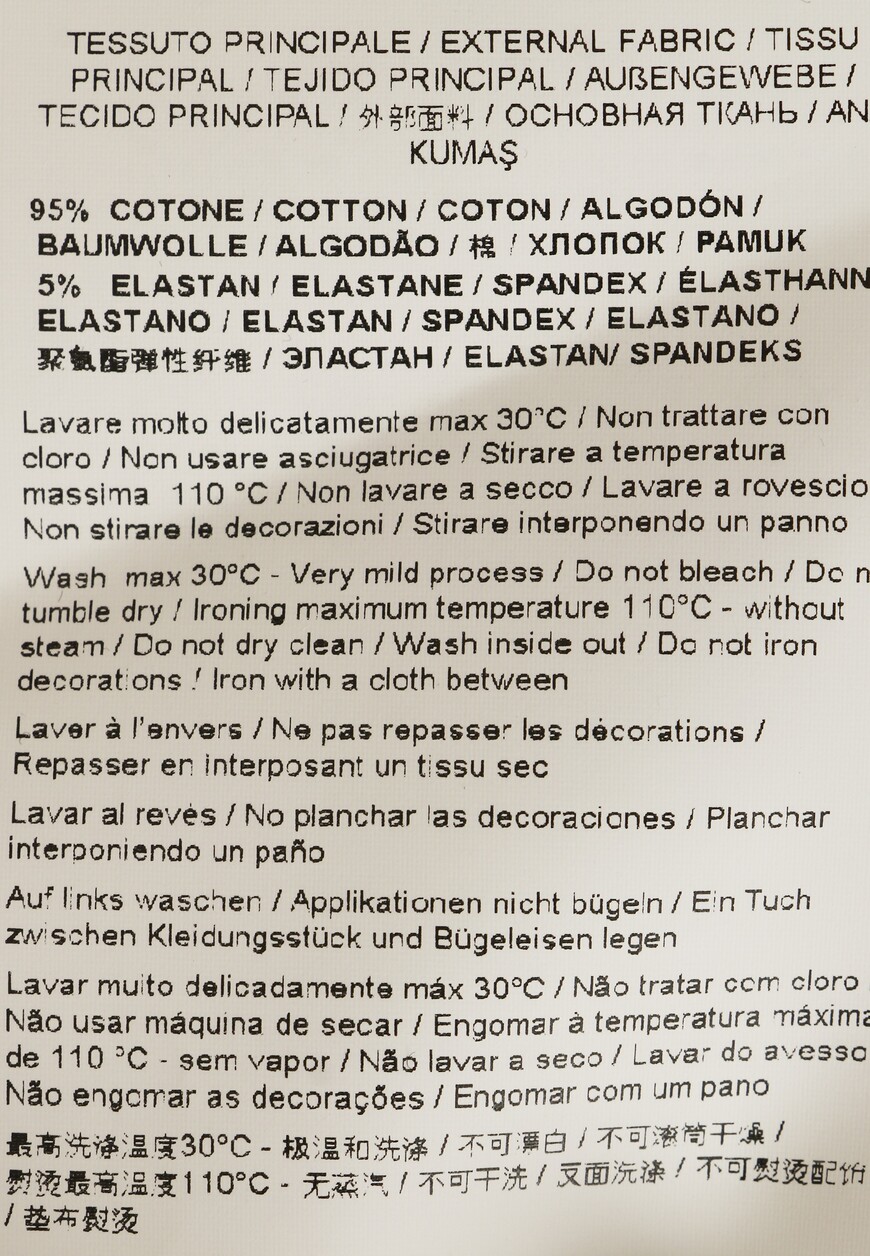 TESSUTO PRINCIPALE / EXTERNAL FABRIC / TISSU
PRINCIPAL / TEJIDO PRINCIPAL / AUßENGEWEBE /
TECIDO PRINCIPAL / 外部面料 / ОСНОВНАЯ ТКАНЬ / AN
KUMAŞ
95% COTONE / COTTON / COTON / ALGODÓN /
BAUMWOLLE / ALGODÃO / 棉 / ХЛОПОК / PAMUK
5% ELASTAN / ELASTANE / SPANDEX / ÉLASTHANN
ELASTANO / ELASTAN / SPANDEX / ELASTANO /
聚氨酯弹性纤维 / ЭЛАСТАН / ELASTAN/ SPANDEKS
Lavare molto delicatamente max 30°C / Non trattare con
cloro / Non usare asciugatrice / Stirare a temperatura
massima 110 °C / Non lavare a secco / Lavare a rovescio
Non stirare le decorazioni / Stirare interponendo un panno
Wash max 30°C - Very mild process / Do not bleach / Do n
tumble dry / Ironing maximum temperature 110°C - without
steam / Do not dry clean / Wash inside out / Do not iron
decorations / Iron with a cloth between
Laver à l'envers / Ne pas repasser les décorations /
Repasser en interposant un tissu sec
Lavar al revés / No planchar las decoraciones / Planchar
interponiendo un paño
Auf links waschen / Applikationen nicht bügeln / Ein Tuch
zwischen Kleidungsstück und Bügeleisen legen
Lavar muito delicadamente máx 30°C / Não tratar com cloro
Não usar máquina de secar / Engomar à temperatura máxima
de 110 °C - sem vapor / Não lavar a seco / Lavar do avesso
Não engomar as decorações / Engomar com um pano
最高洗涤温度30°C - 极温和洗涤 / 不可漂白 / 不可滚筒干燥 /
熨烫最高温度110°C - 无蒸汽 / 不可干洗 / 反面洗涤 / 不可熨烫配饰
/ 垫布熨烫